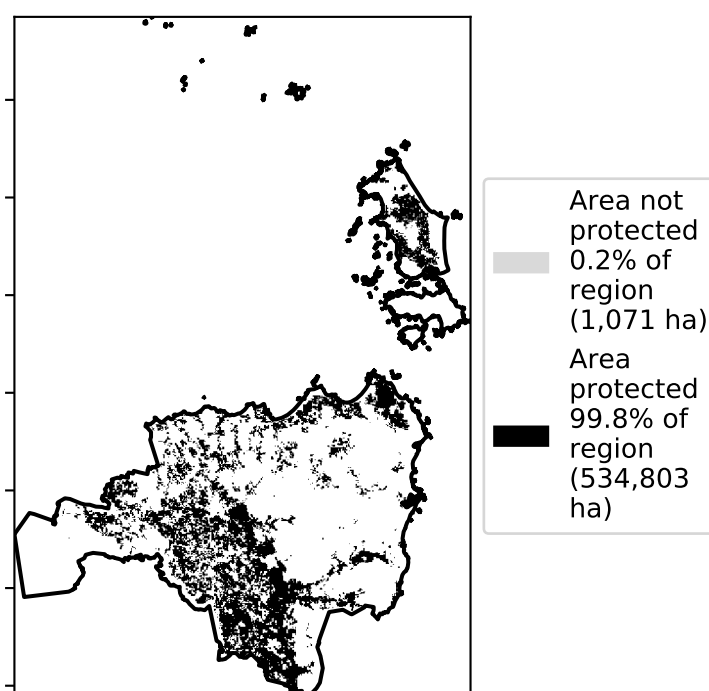 Area not
protected
0.2% of
region
(1,071 ha)
Area
protected
99.8% of
region
(534,803
ha)